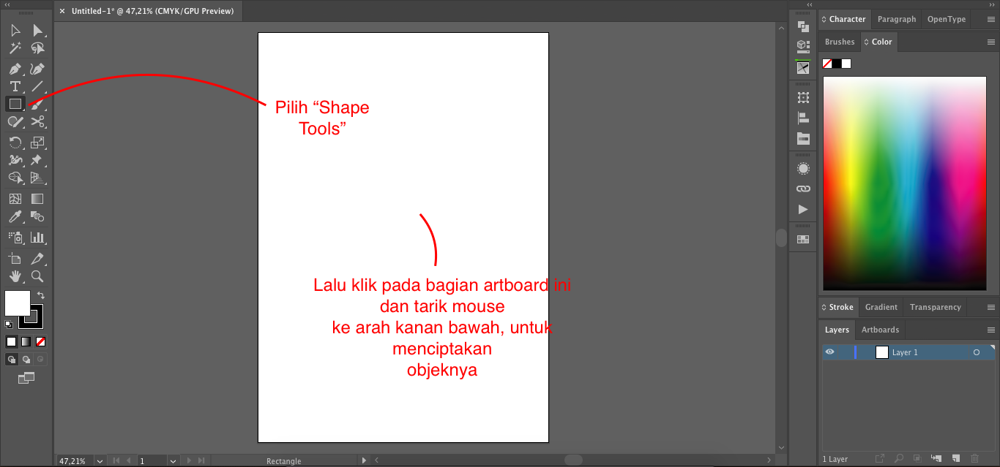 × Untitled-1* @ 47,21% (CMYK/GPU Preview)
Character Paragraph OpenType
Brushes Color
T
Pilih “Shape
Tools”
Lalu klik pada bagian artboard ini
dan tarik mouse
ke arah kanan bawah, untuk
menciptakan
objeknya
Stroke Gradient Transparency
Layers Artboards
Layer 1
47,21% 1 Rectangle
1 Layer